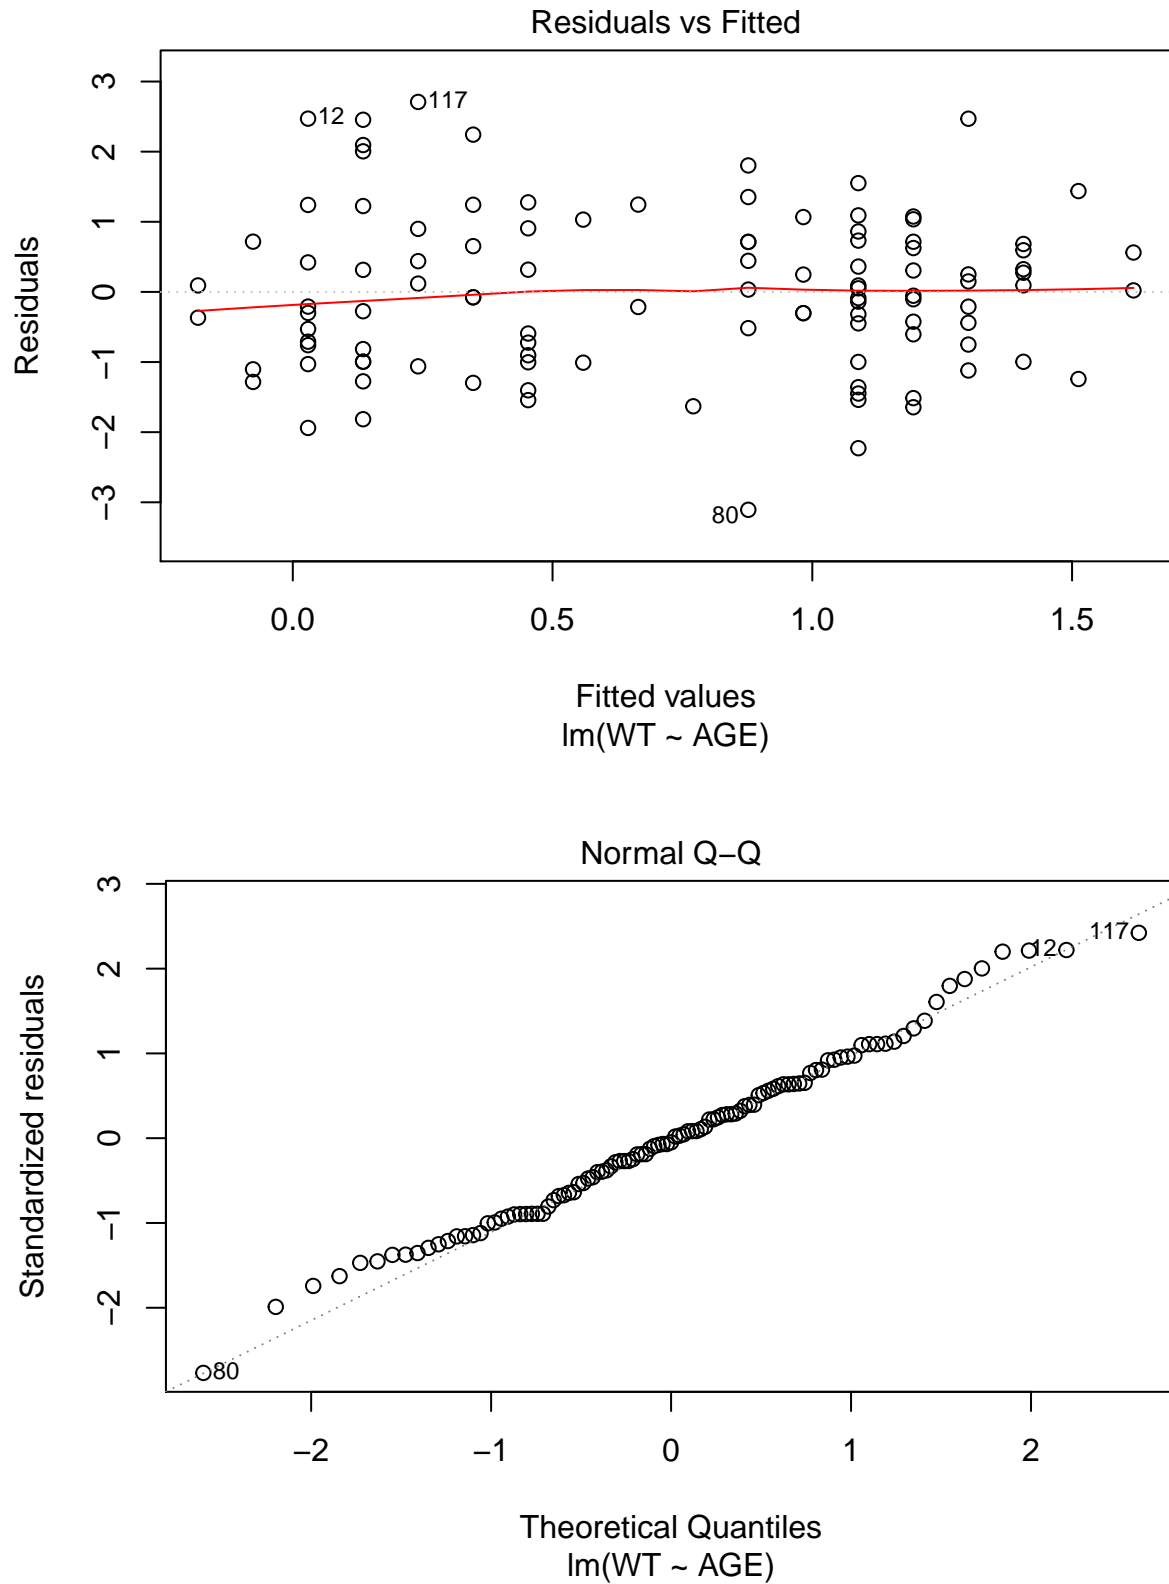 Residuals vs Fitted
3
2
1
0
−1
−2
−3
Residuals
12
117
80
0.0 0.5 1.0 1.5
Fitted values
lm(WT ~ AGE)
Normal Q−Q
3
2
1
0
−1
−2
Standardized residuals
117
12
80
−2 −1 0 1 2
Theoretical Quantiles
lm(WT ~ AGE)